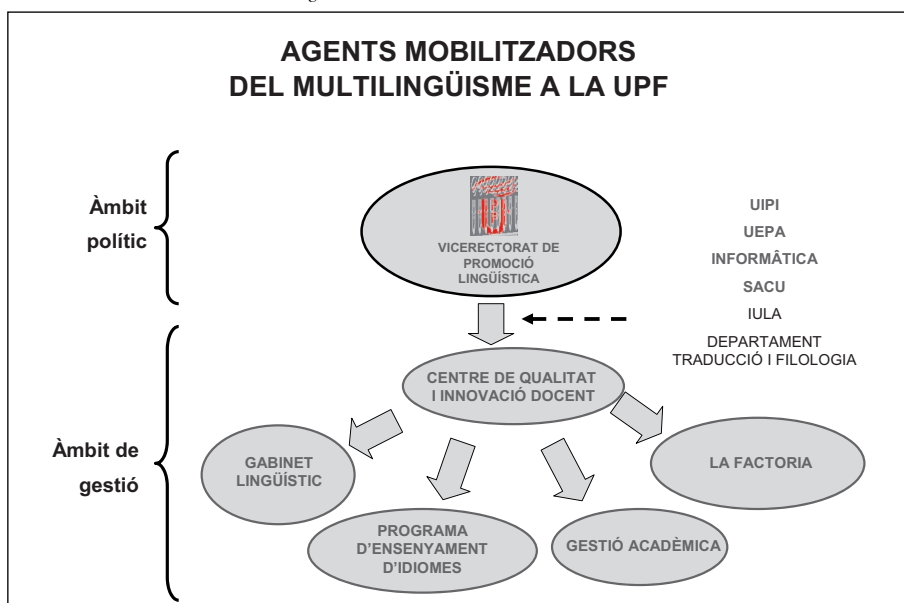 AGENTS MOBILITZADORS
DEL MULTILINGÜISME A LA UPF
Àmbit
polític
VICERECTORAT DE
PROMOCIÓ
LINGÜÍSTICA
UIPI
UEPA
INFORMÂTICA
SACU
IULA
DEPARTAMENT
TRADUCCIÓ I FILOLOGIA
CENTRE DE QUALITAT
I INNOVACIÓ DOCENT
Àmbit de
gestió
GABINET
LINGÜÍSTIC
LA FACTORIA
PROGRAMA
D'ENSENYAMENT
D'IDIOMES
GESTIÓ ACADÈMICA